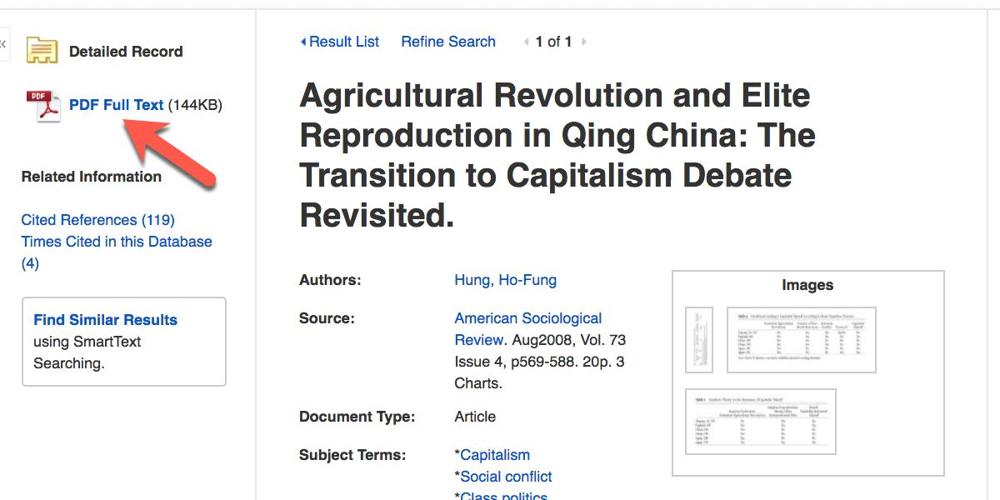 Detailed Record
PDF
PDF Full Text (144KB)
Related Information
Cited References (119)
Times Cited in this Database
(4)
Find Similar Results
using SmartText
Searching.
Result List Refine Search 1 of 1
Agricultural Revolution and Elite
Reproduction in Qing China: The
Transition to Capitalism Debate
Revisited.
Authors: Hung, Ho-Fung
Source: American Sociological
Review. Aug2008, Vol. 73
Issue 4, p569-588. 20p. 3
Charts.
Document Type: Article
Subject Terms: *Capitalism
*Social conflict
*Class politics
Images